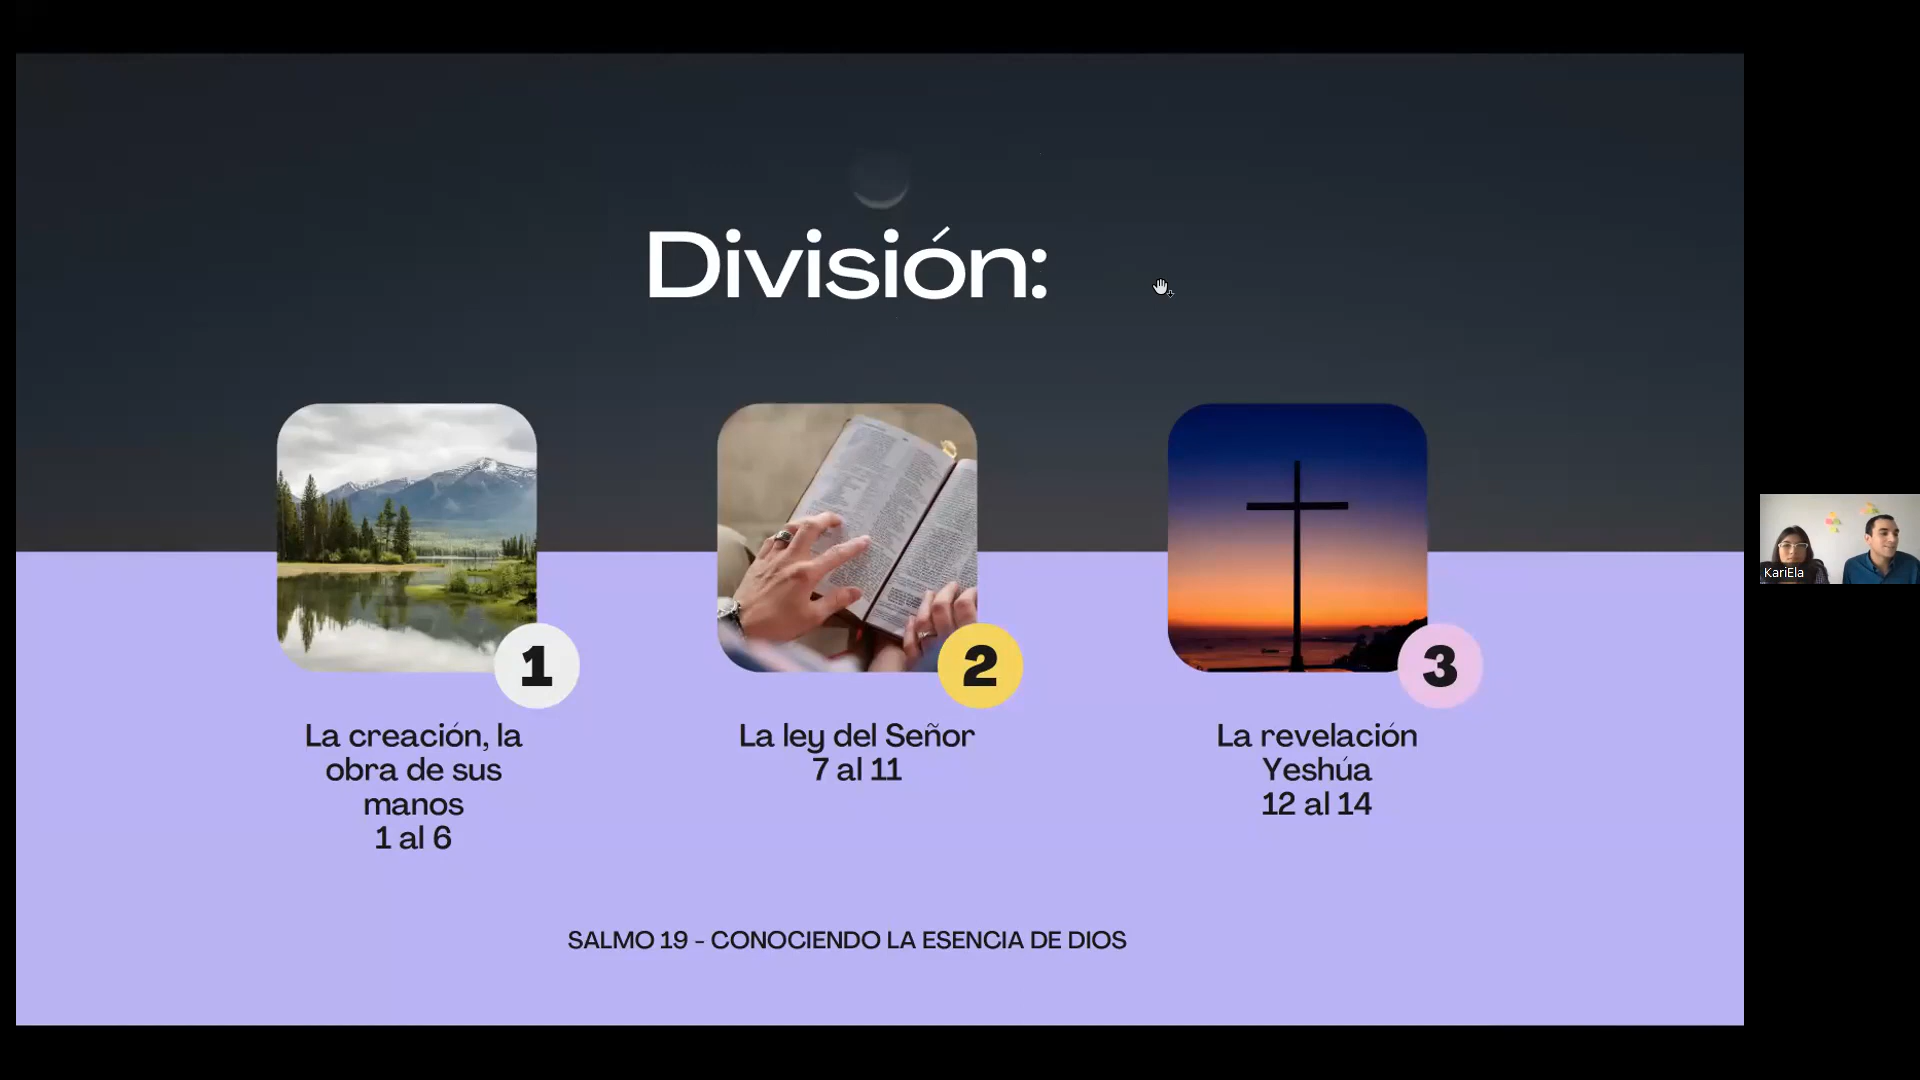 División:
1
2
3
La creación, la
obra de sus
manos
1 al 6
La ley del Señor
7 al 11
La revelación
Yeshúa
12 al 14
SALMO 19 - CONOCIENDO LA ESENCIA DE DIOS
KariEla